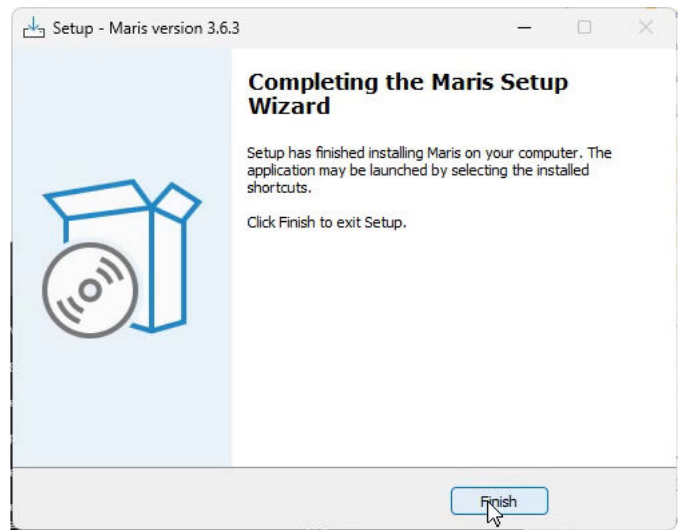 Setup - Maris version 3.6.3
Completing the Maris Setup
Wizard
Setup has finished installing Maris on your computer. The
application may be launched by selecting the installed
shortcuts.
Click Finish to exit Setup.
Finish